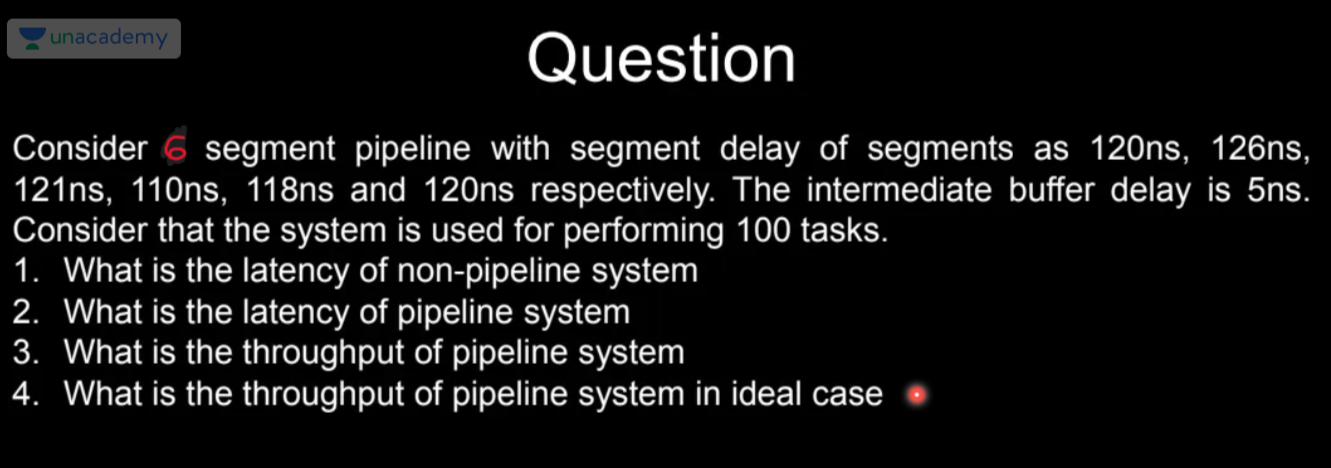 unacademy
Question
Consider 6 segment pipeline with segment delay of segments as 120ns, 126ns,
121ns, 110ns, 118ns and 120ns respectively. The intermediate buffer delay is 5ns.
Consider that the system is used for performing 100 tasks.
1. What is the latency of non-pipeline system
2. What is the latency of pipeline system
3. What is the throughput of pipeline system
4. What is the throughput of pipeline system in ideal case